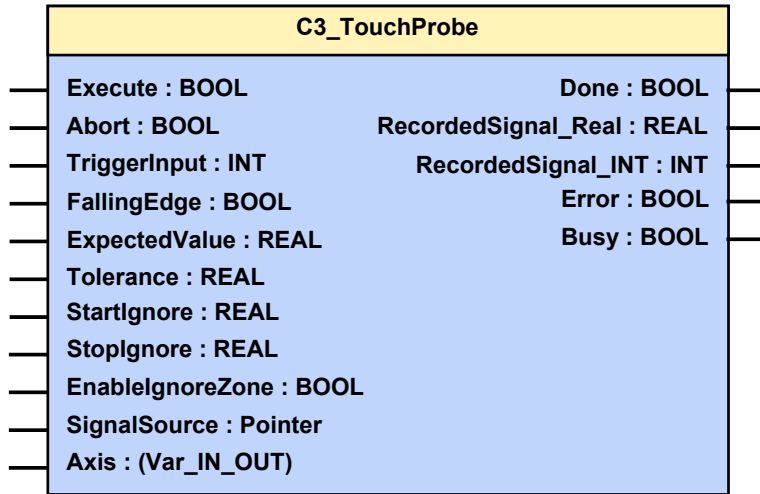 C3_TouchProbe
Execute : BOOL Done : BOOL
Abort : BOOL RecordedSignal_Real : REAL
TriggerInput : INT RecordedSignal_INT : INT
FallingEdge : BOOL Error : BOOL
ExpectedValue : REAL Busy : BOOL
Tolerance : REAL
StartIgnore : REAL
StopIgnore : REAL
EnableIgnoreZone : BOOL
SignalSource : Pointer
Axis : (Var_IN_OUT)